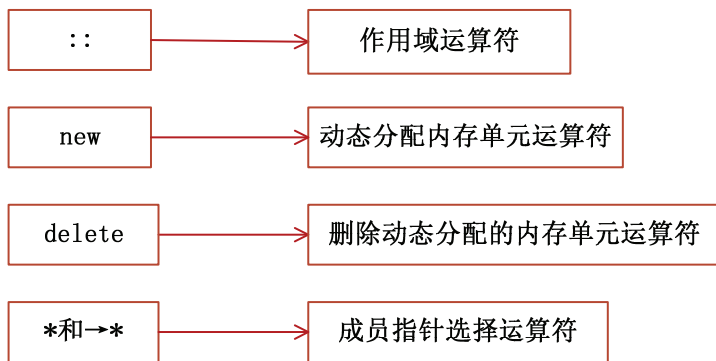 :: 作用域运算符
new 动态分配内存单元运算符
delete 删除动态分配的内存单元运算符
*和→* 成员指针选择运算符